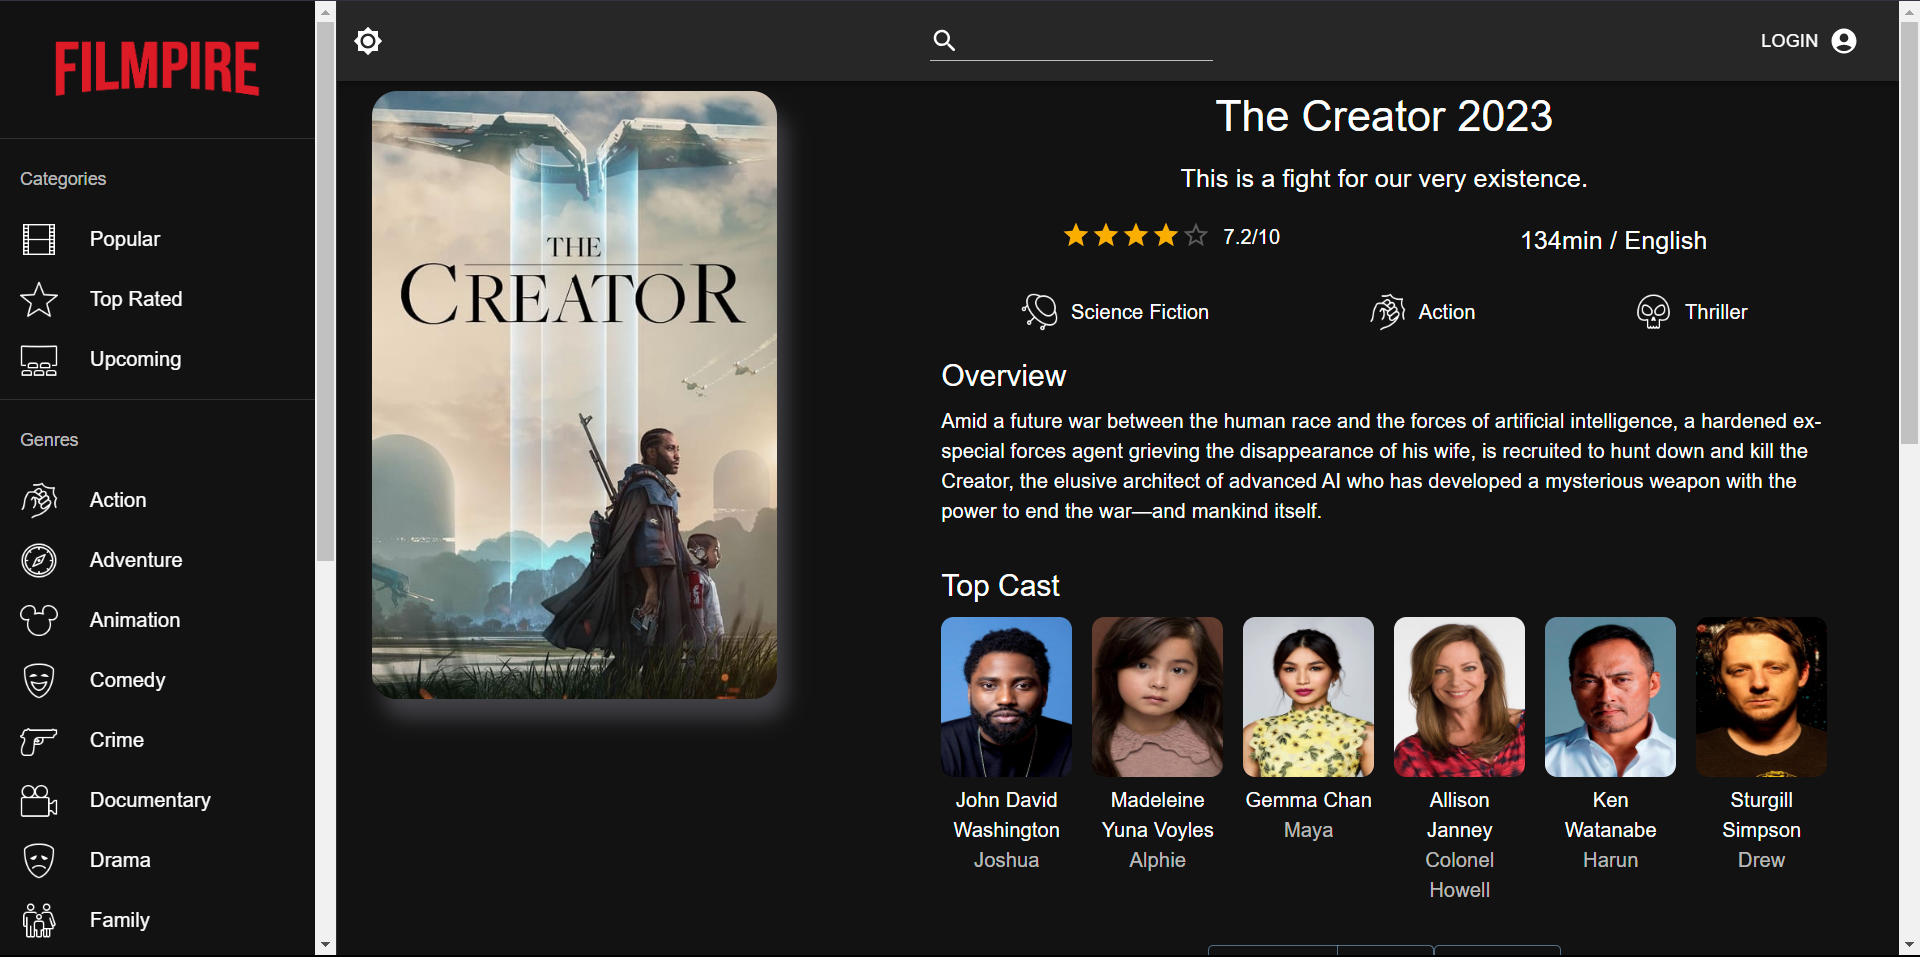 FILMPIRE
Categories
Popular
Top Rated
Upcoming
Genres
Action
Adventure
Animation
Comedy
Crime
Documentary
Drama
Family
LOGIN
THE
CREATOR
The Creator 2023
This is a fight for our very existence.
7.2/10
134min / English
Science Fiction
Action
Thriller
Overview
Amid a future war between the human race and the forces of artificial intelligence, a hardened ex-
special forces agent grieving the disappearance of his wife, is recruited to hunt down and kill the
Creator, the elusive architect of advanced AI who has developed a mysterious weapon with the
power to end the war—and mankind itself.
Top Cast
John David
Washington
Joshua
Madeleine
Yuna Voyles
Alphie
Gemma Chan
Maya
Allison
Janney
Colonel
Howell
Ken
Watanabe
Harun
Sturgill
Simpson
Drew